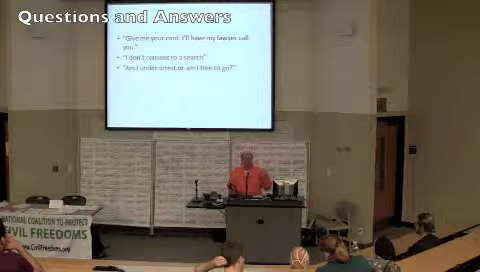 Questions and Answers
• "Give me your card. I'll have my lawyer call
you."
• "I don't consent to a search"
• "Am I under arrest or am I free to go?"
NATIONAL COALITION TO PROTECT
CIVIL FREEDOMS
www.CivilFreedom.org